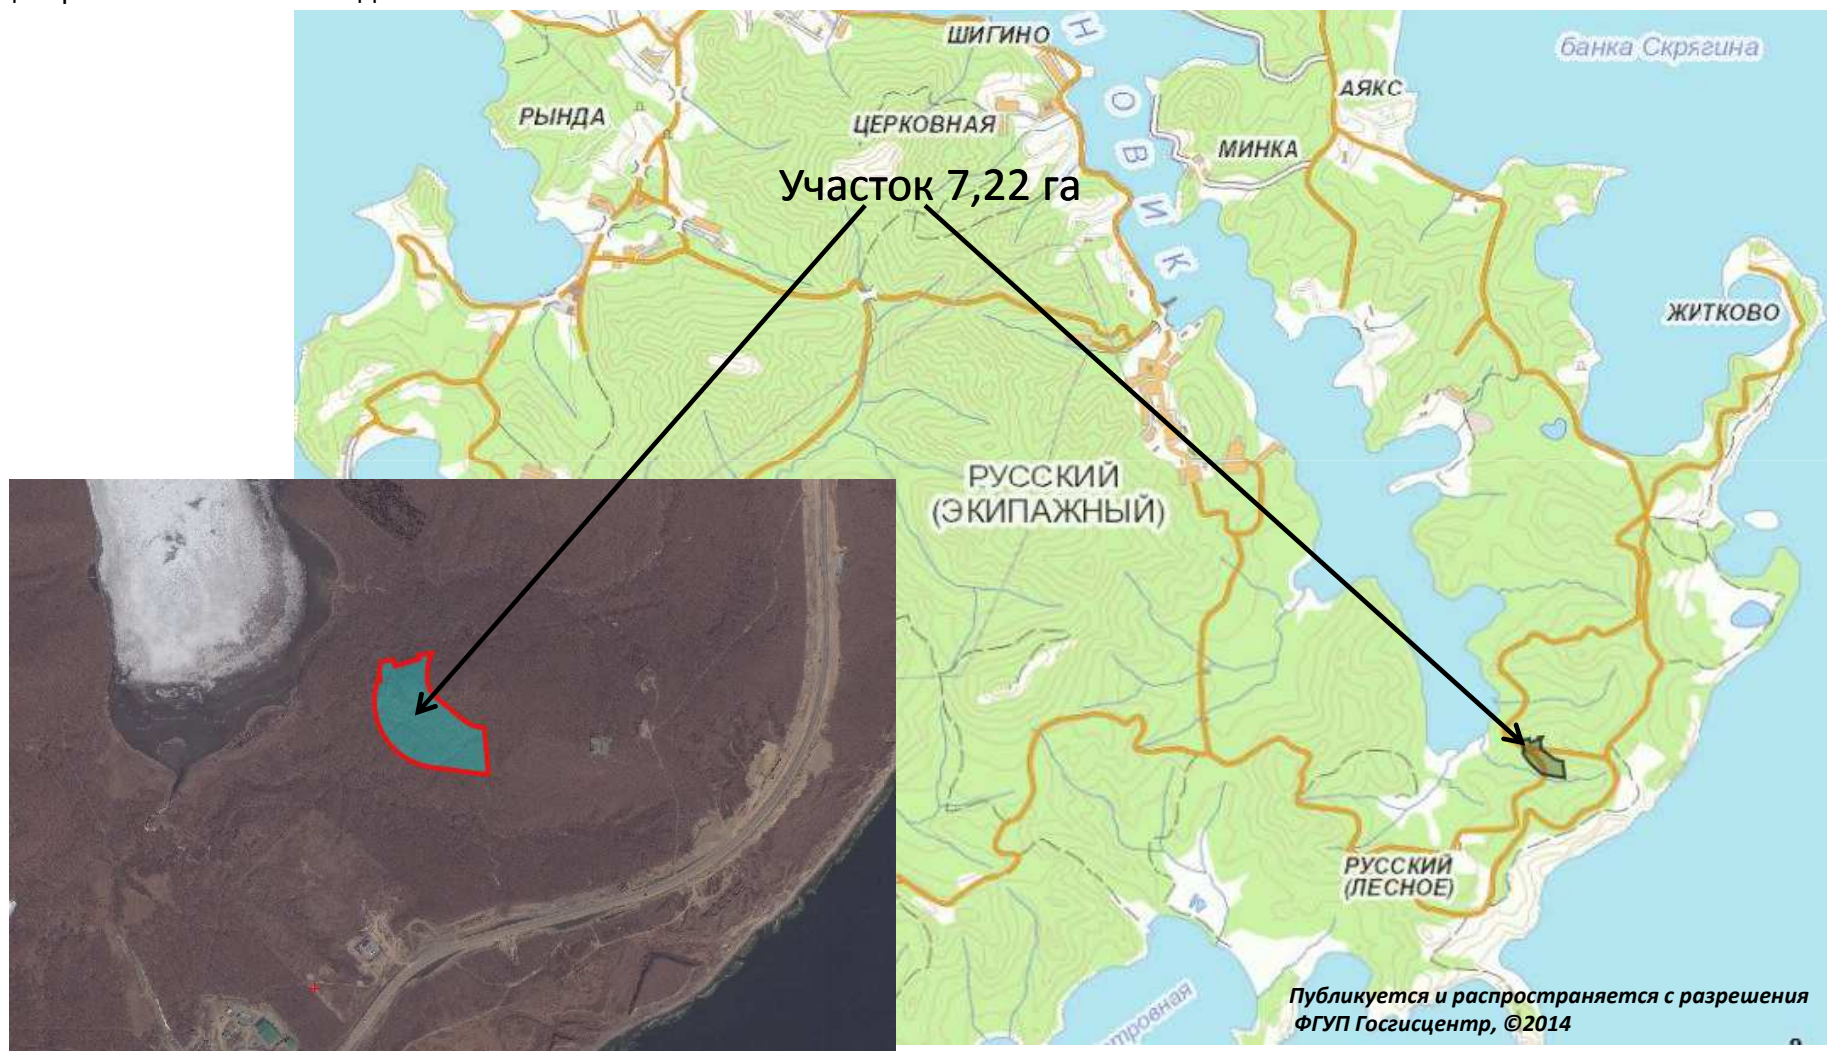 ШИГИНО
Н
О
В
И
К
банка Скрягина
АЯКС
РЫНДА
ЦЕРКОВНАЯ
МИНКА
Участок 7,22 га
ЖИТКОВО
РУССКИЙ
(ЭКИПАЖНЫЙ)
РУССКИЙ
(ЛЕСНОЕ)
Публикуется и распространяется с разрешения
ФГУП Госгисцентр, ©2014